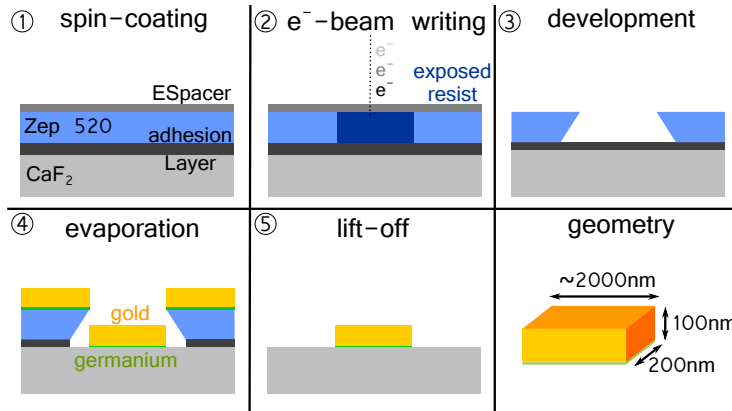 ① spin-coating
ESpacer
Zep 520
adhesion
Layer
CaF₂
② e⁻-beam writing
e⁻
e⁻
e⁻
exposed
resist
③ development
④ evaporation
gold
germanium
⑤ lift-off
geometry
~2000nm
100nm
200nm